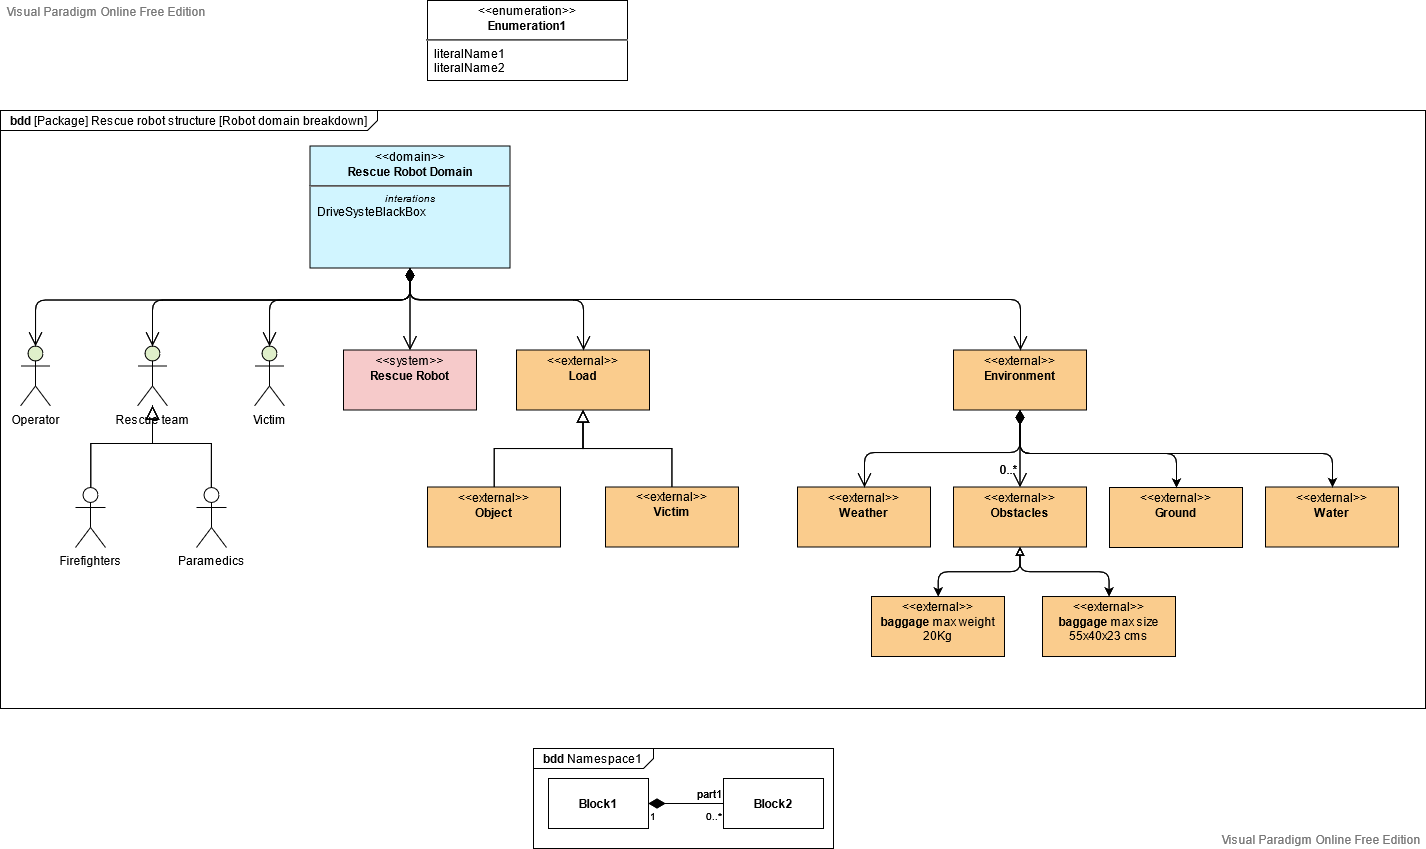 Visual Paradigm Online Free Edition
<<enumeration>>
Enumeration1
literalName1
literalName2
bdd [Package] Rescue robot structure [Robot domain breakdown]
<<domain>>
Rescue Robot Domain
interations
DriveSysteBlackBox
Operator
Rescue team
Victim
<<system>>
Rescue Robot
<<external>>
Load
<<external>>
Environment
Firefighters
Paramedics
<<external>>
Object
<<external>>
Victim
0..*
<<external>>
Weather
<<external>>
Obstacles
<<external>>
Ground
<<external>>
Water
<<external>>
baggage max weight
20Kg
<<external>>
baggage max size
55x40x23 cms
bdd Namespace1
Block1
1
part1
0..*
Block2
Visual Paradigm Online Free Edition